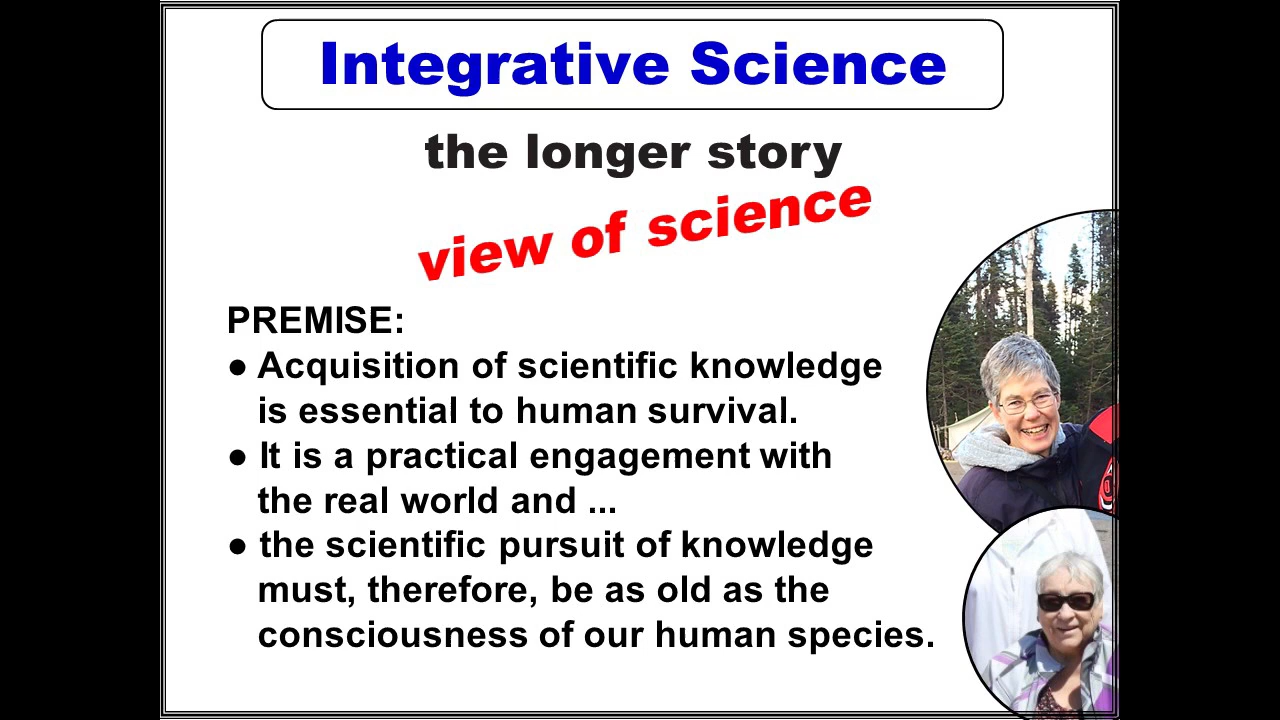 Integrative Science
the longer story
view of science
PREMISE:
● Acquisition of scientific knowledge
is essential to human survival.
● It is a practical engagement with
the real world and ...
● the scientific pursuit of knowledge
must, therefore, be as old as the
consciousness of our human species.